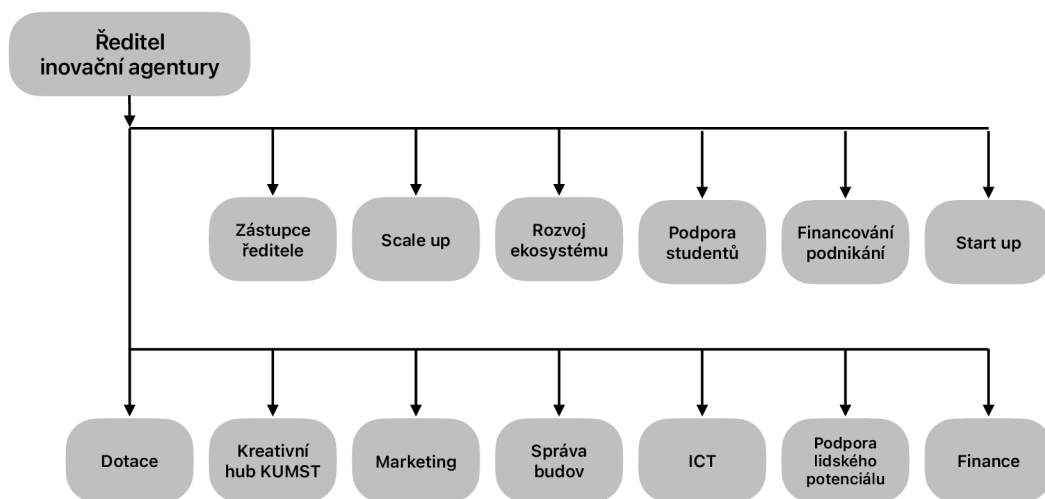 Ředitel
inovační agentury
Zástupce
ředitele
Scale up
Rozvoj
ekosystému
Podpora
studentů
Financování
podnikání
Start up
Dotace
Kreativní
hub KUMST
Marketing
Správa
budov
ICT
Podpora
lidského
potenciálu
Finance